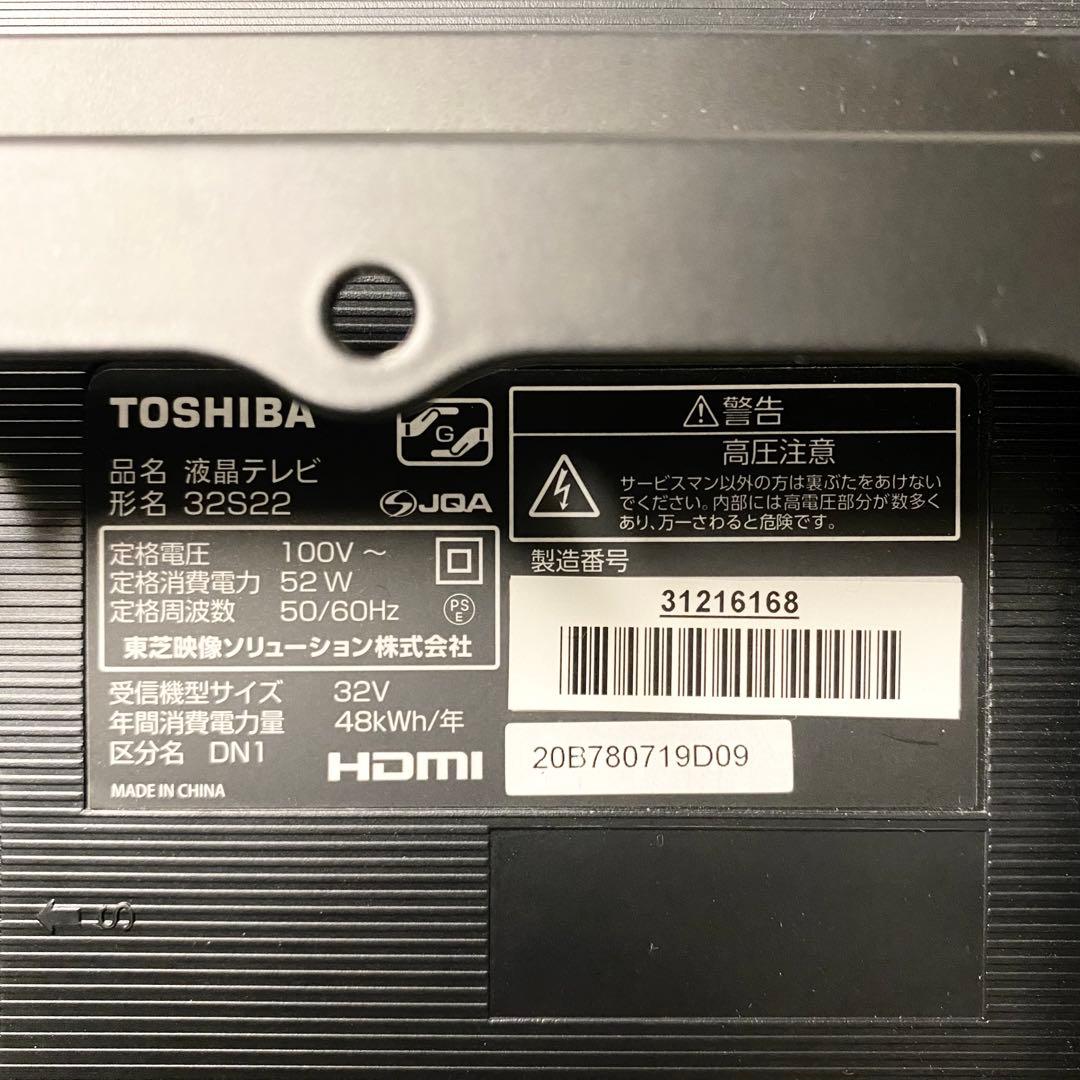 TOSHIBA
G
品名 液晶テレビ
形名 32S22
JQA
定格電圧 100V ～
定格消費電力 52W
定格周波数 50/60Hz
PS
E
東芝映像ソリューション株式会社
受信機型サイズ 32V
年間消費電力量 48kWh/年
区分名 DN1
HDMI
MADE IN CHINA
警告
高圧注意
サービスマン以外の方は裏ぶたをあけない
でください。内部には高電圧部分が数多く
あり、万一さわると危険です。
製造番号
31216168
20B780719D09
S